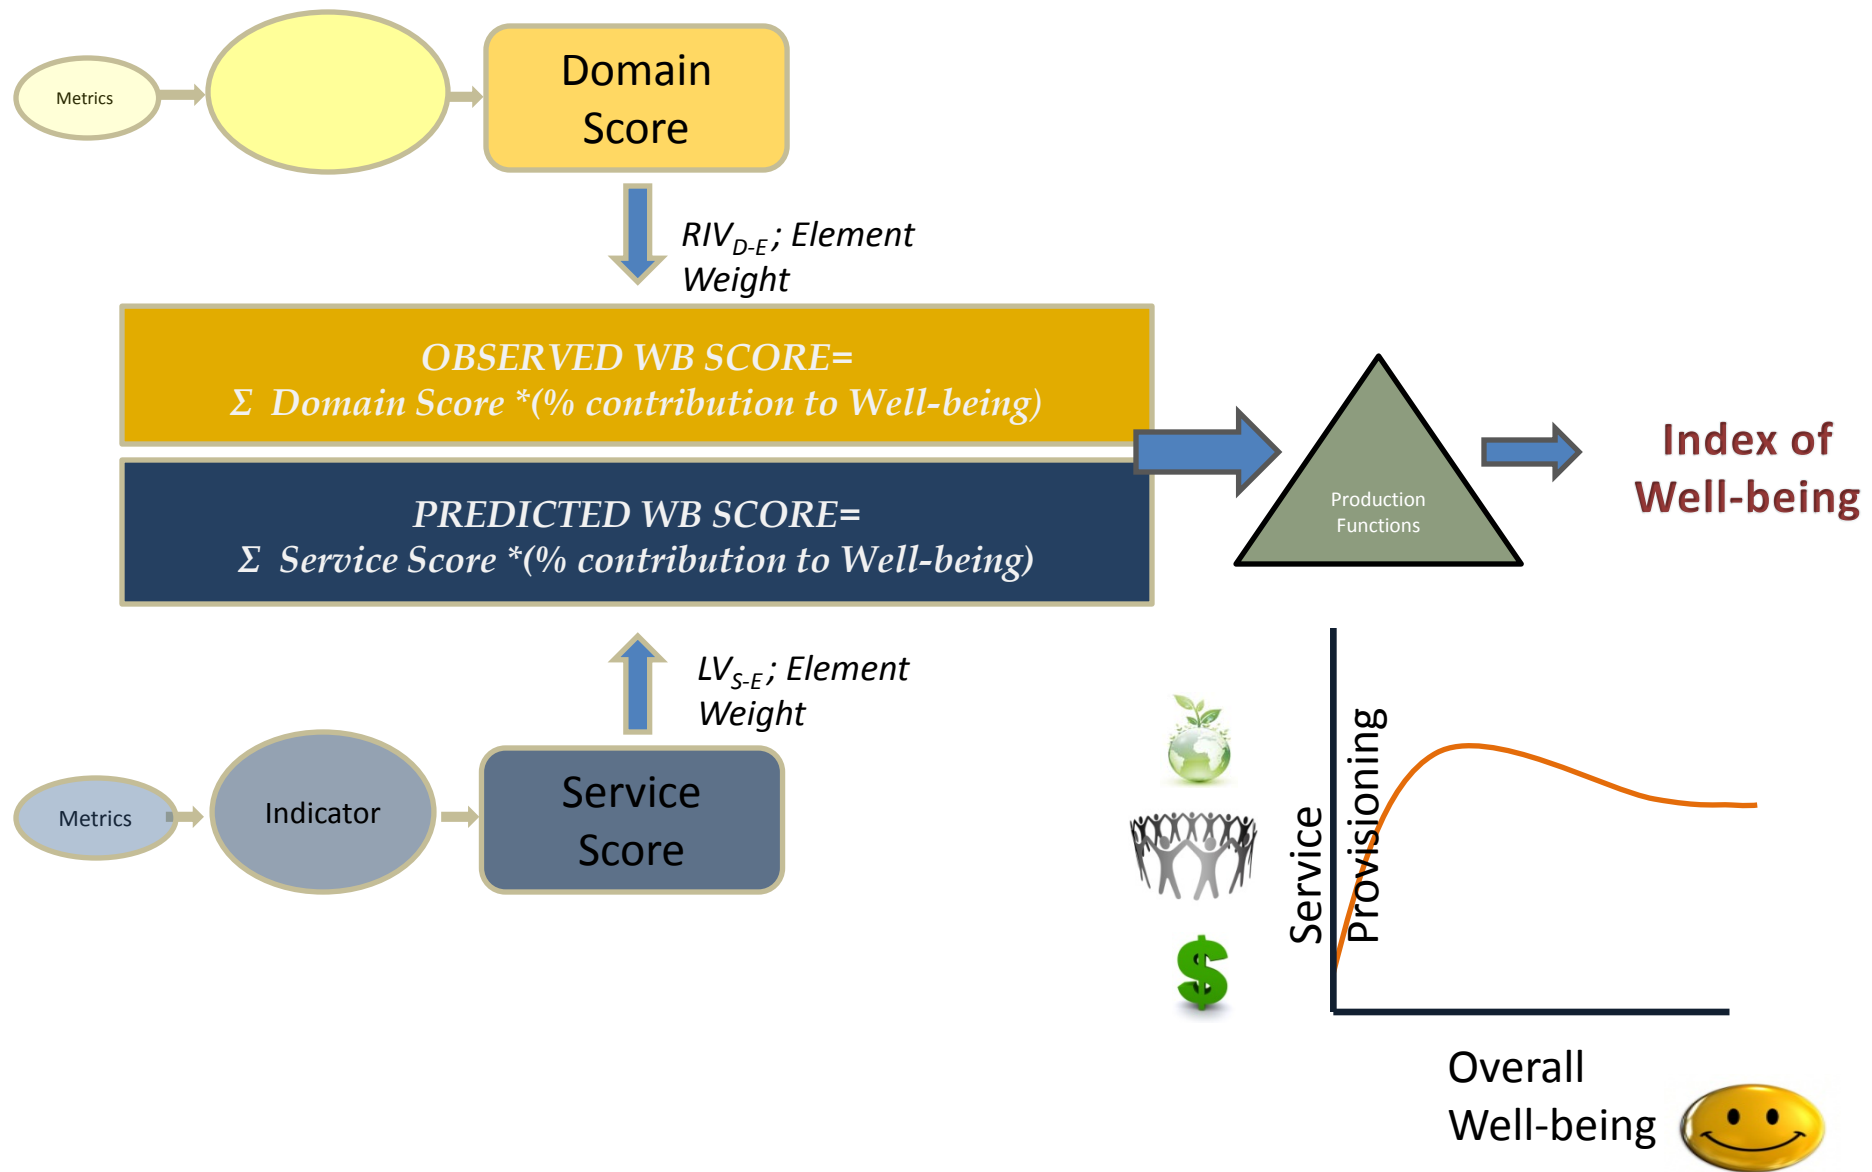 Metrics
Domain
Score
RIV D-E ; Element
Weight
OBSERVED WB SCORE=
Σ Domain Score *(% contribution to Well-being)
PREDICTED WB SCORE=
Σ Service Score *(% contribution to Well-being)
Production
Functions
Index of
Well-being
LV S-E ; Element
Weight
Metrics
Indicator
Service
Score
Service
Provisioning
Overall
Well-being